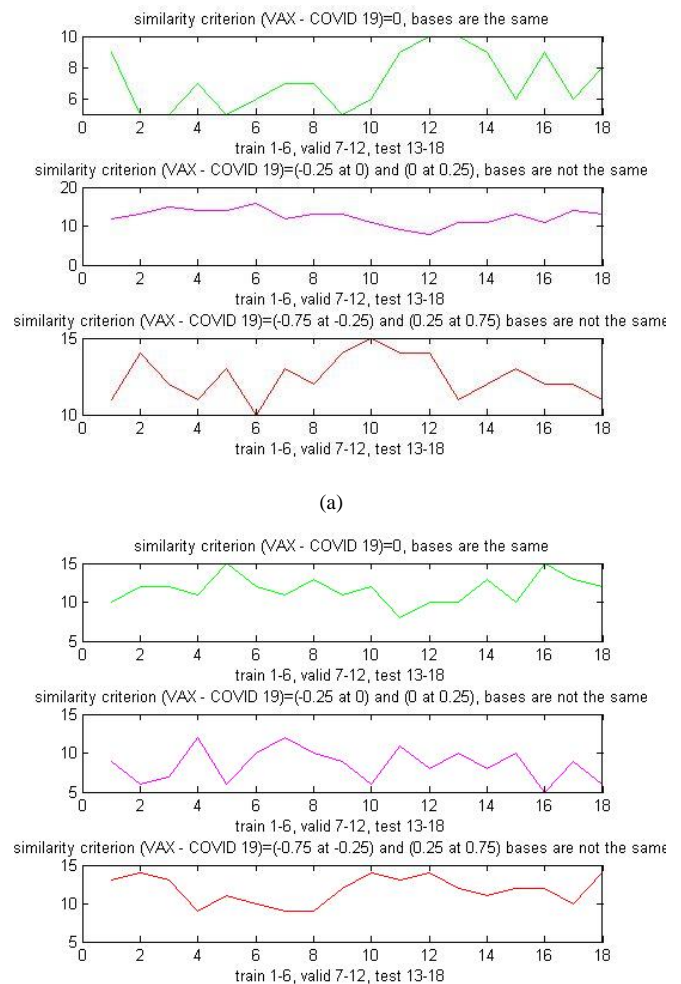 similarity criterion (VAX - COVID 19)=0, bases are the same
10
8
6
0 2 4 6 8 10 12 14 16 18
train 1-6, valid 7-12, test 13-18
similarity criterion (VAX - COVID 19)=(-0.25 at 0) and (0 at 0.25), bases are not the same
20
10
0
0 2 4 6 8 10 12 14 16 18
train 1-6, valid 7-12, test 13-18
similarity criterion (VAX - COVID 19)=(-0.75 at -0.25) and (0.25 at 0.75) bases are not the same
15
10
0 2 4 6 8 10 12 14 16 18
train 1-6, valid 7-12, test 13-18
(a)
similarity criterion (VAX - COVID 19)=0, bases are the same
15
10
5
0 2 4 6 8 10 12 14 16 18
train 1-6, valid 7-12, test 13-18
similarity criterion (VAX - COVID 19)=(-0.25 at 0) and (0 at 0.25), bases are not the same
15
10
5
0 2 4 6 8 10 12 14 16 18
train 1-6, valid 7-12, test 13-18
similarity criterion (VAX - COVID 19)=(-0.75 at -0.25) and (0.25 at 0.75) bases are not the same
15
10
5
0 2 4 6 8 10 12 14 16 18
train 1-6, valid 7-12, test 13-18